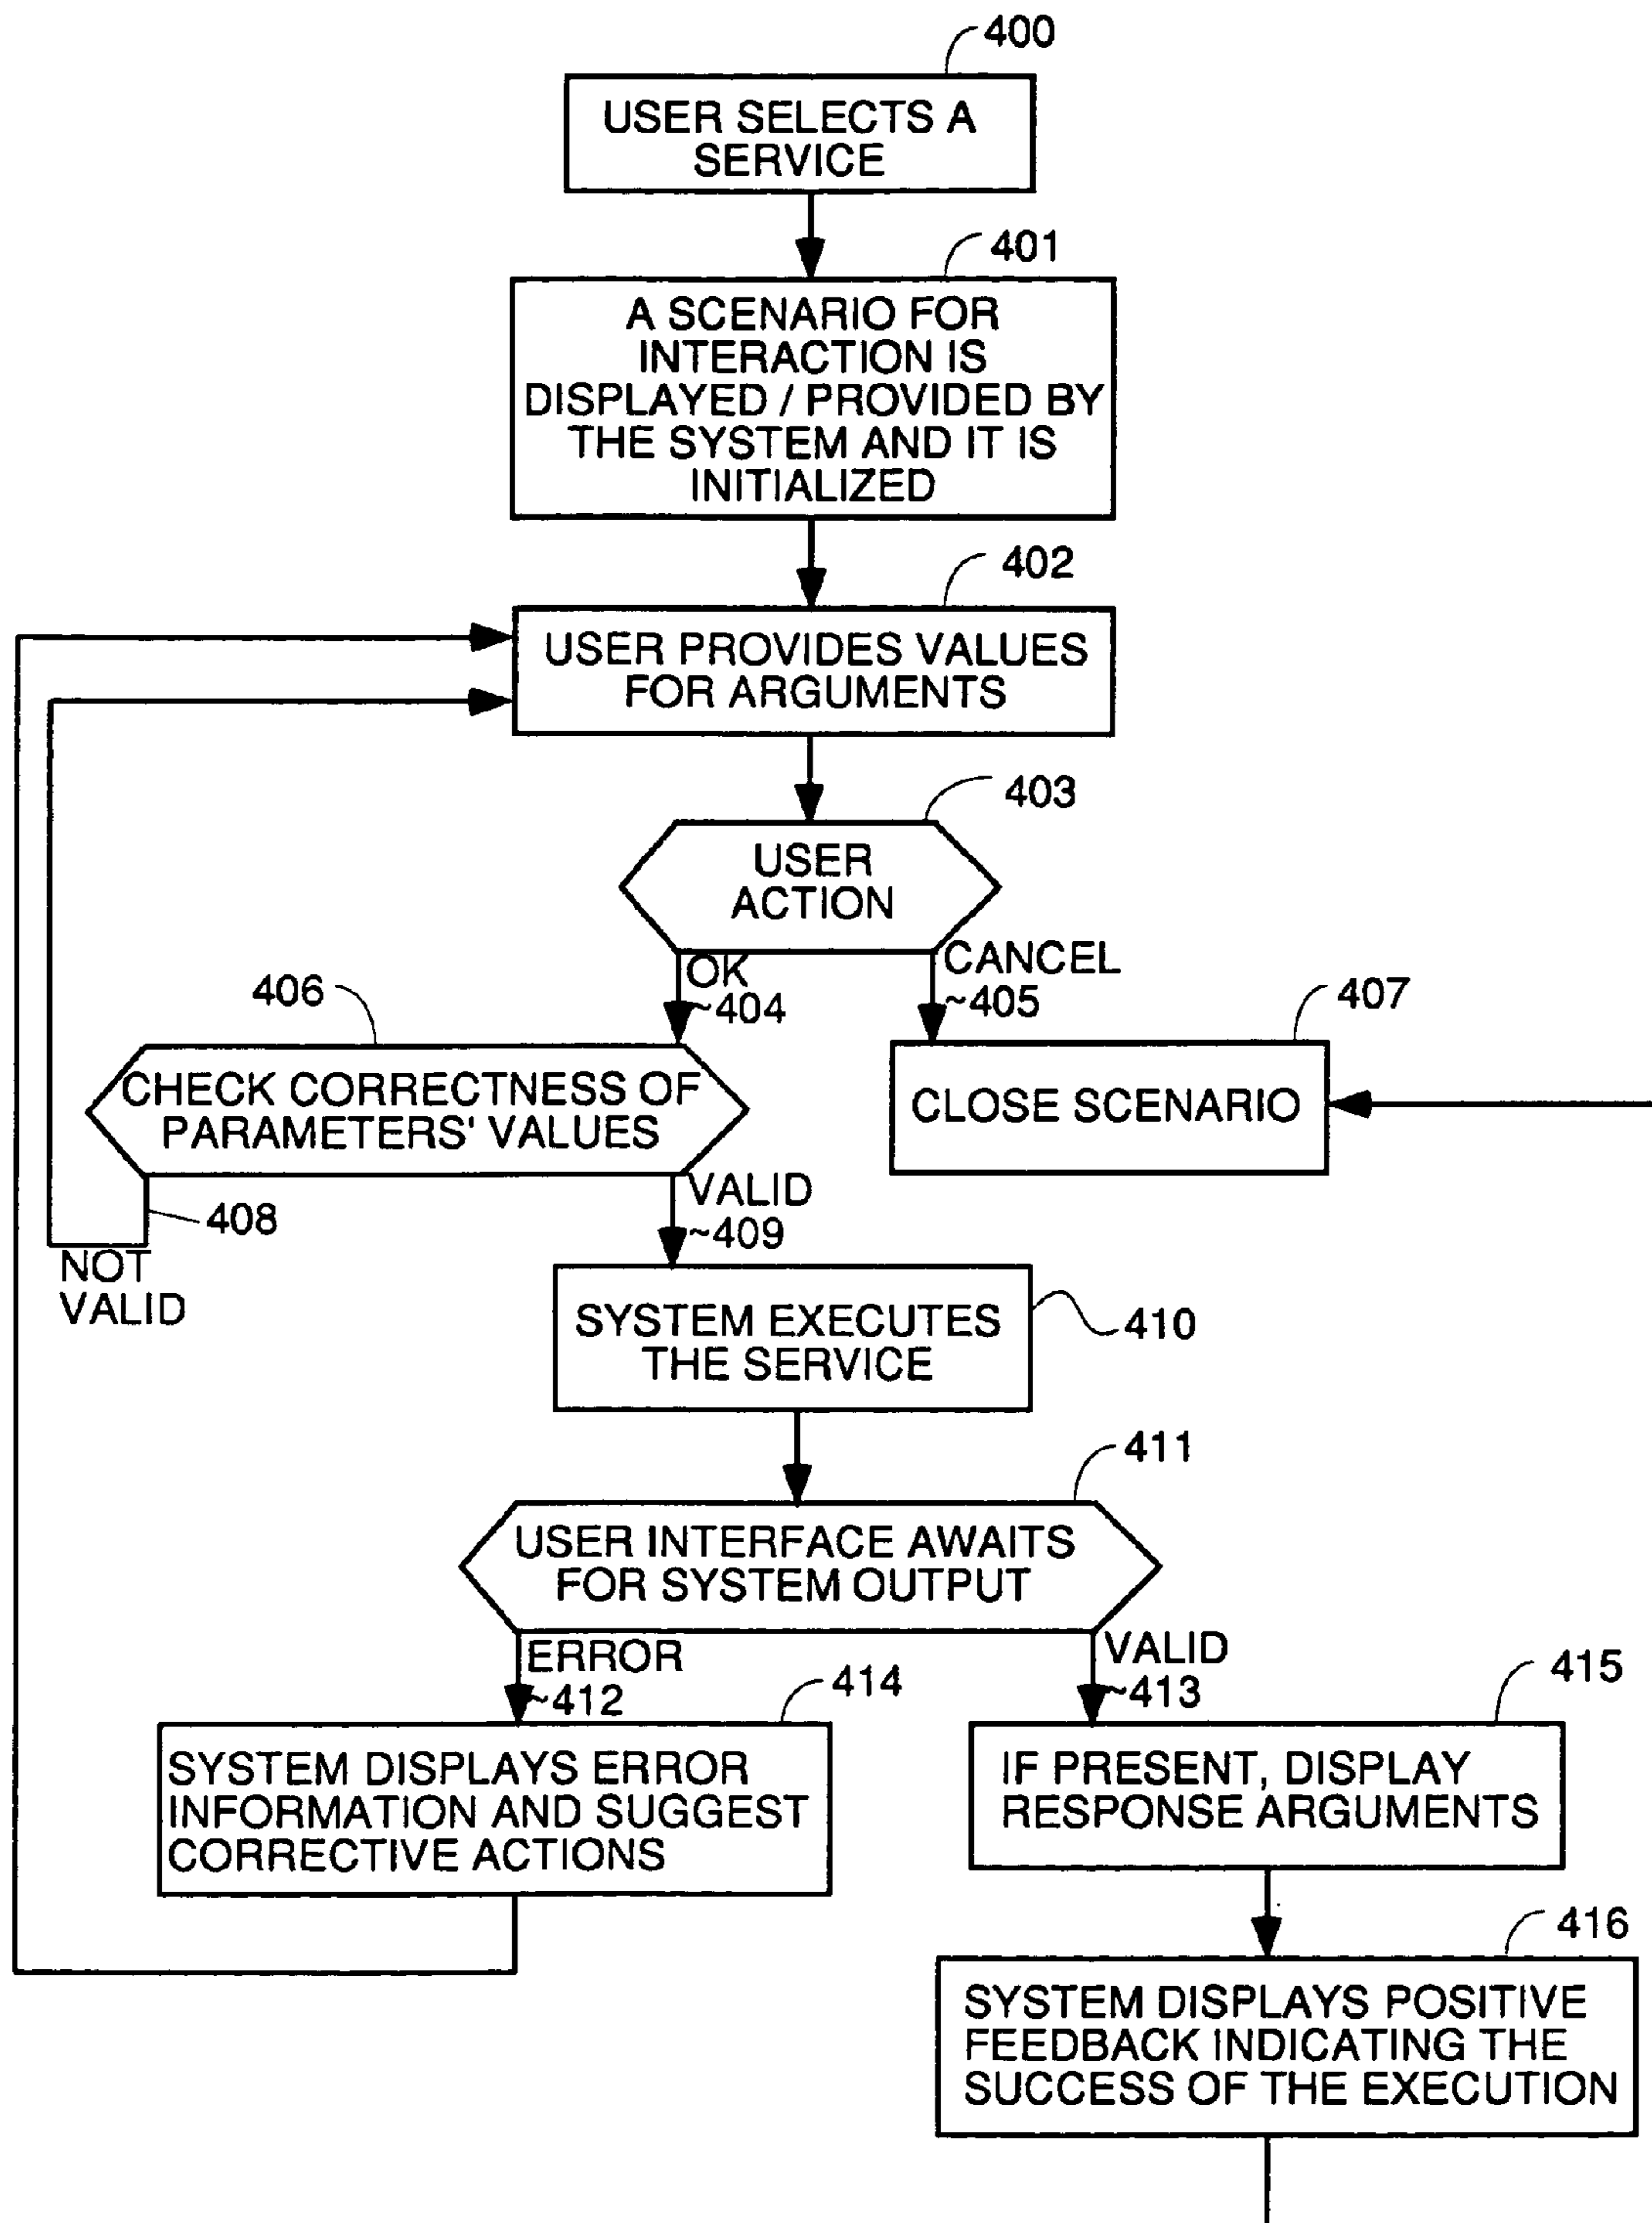 400
USER SELECTS A
SERVICE
401
A SCENARIO FOR
INTERACTION IS
DISPLAYED / PROVIDED BY
THE SYSTEM AND IT IS
INITIALIZED
402
USER PROVIDES VALUES
FOR ARGUMENTS
403
USER
ACTION
OK
~404
CANCEL
~405
406
CHECK CORRECTNESS OF
PARAMETERS' VALUES
407
CLOSE SCENARIO
408
NOT
VALID
VALID
~409
SYSTEM EXECUTES
THE SERVICE
410
411
USER INTERFACE AWAITS
FOR SYSTEM OUTPUT
ERROR
~412
VALID
~413
414
SYSTEM DISPLAYS ERROR
INFORMATION AND SUGGEST
CORRECTIVE ACTIONS
415
IF PRESENT, DISPLAY
RESPONSE ARGUMENTS
416
SYSTEM DISPLAYS POSITIVE
FEEDBACK INDICATING THE
SUCCESS OF THE EXECUTION